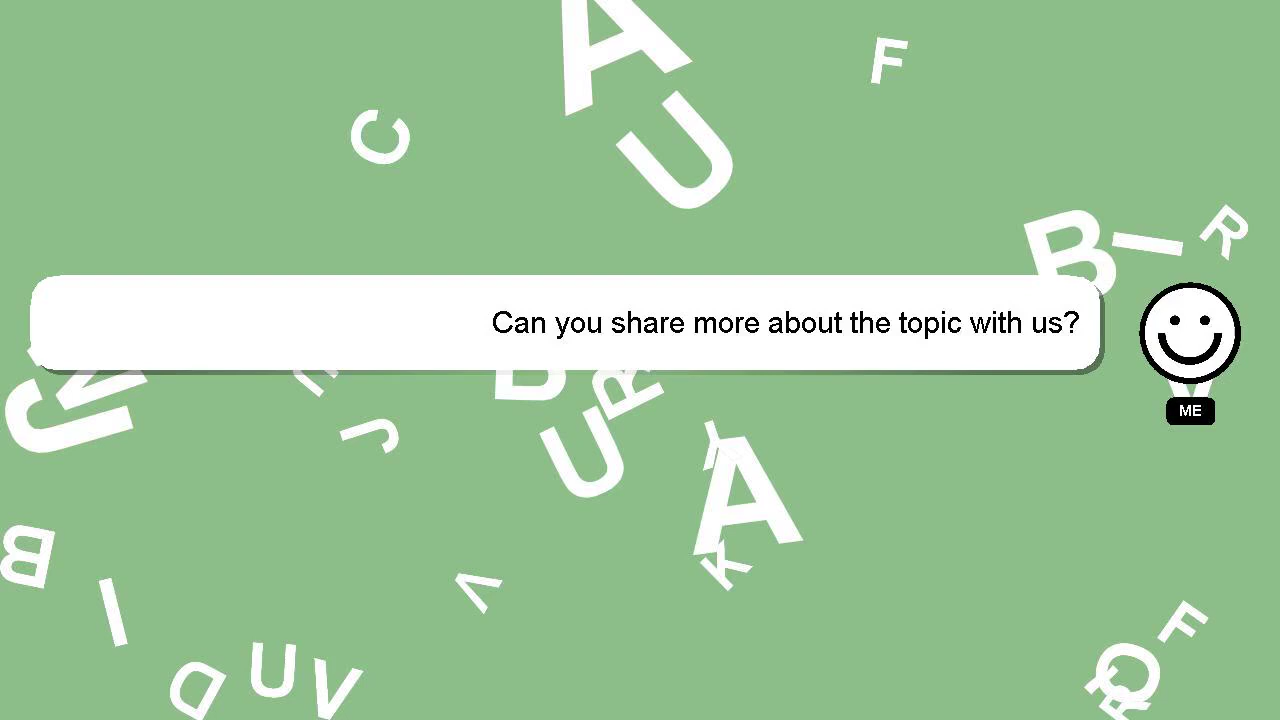 A
F
C
U
B
I
R
Can you share more about the topic with us?
ME
J
B
R
U
J
A
K
B
I
V
D
U
V
F
Q